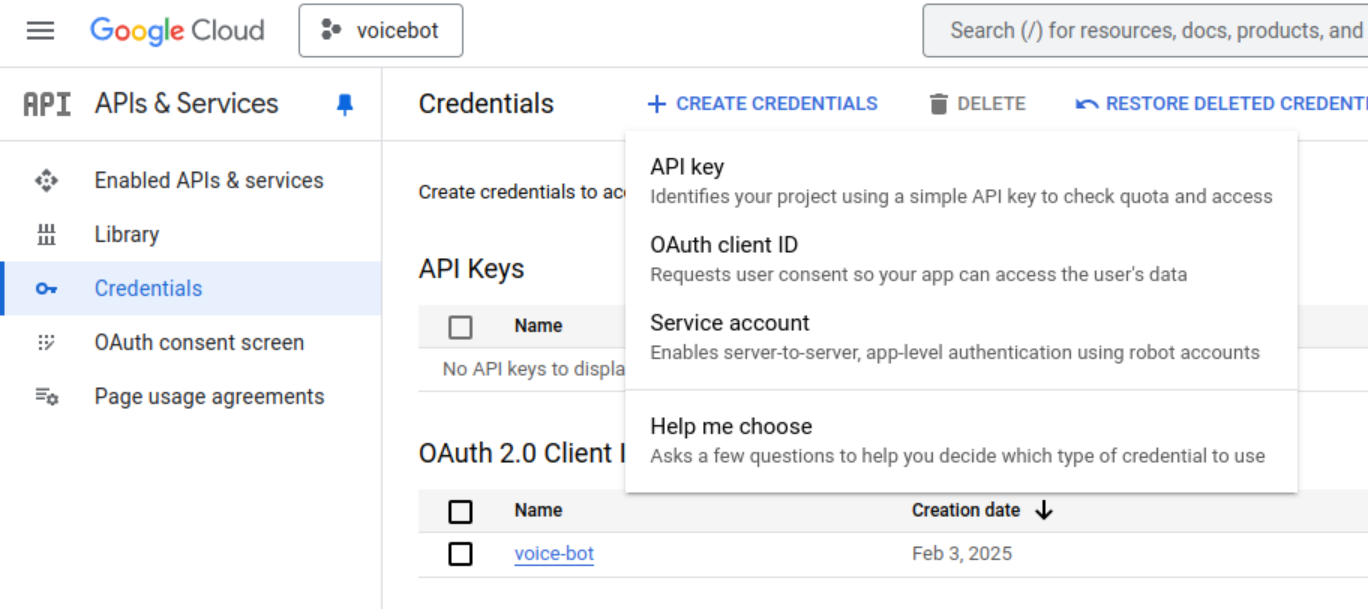 Google Cloud
voicebot
Search (/) for resources, docs, products, and
API APIs & Services
Enabled APIs & services
Library
Credentials
OAuth consent screen
Page usage agreements
Credentials
CREATE CREDENTIALS
DELETE
RESTORE DELETED CREDENTI
Create credentials to acc
API key
Identifies your project using a simple API key to check quota and access
OAuth client ID
Requests user consent so your app can access the user's data
Service account
Enables server-to-server, app-level authentication using robot accounts
Help me choose
Asks a few questions to help you decide which type of credential to use
API Keys
Name
No API keys to displa
OAuth 2.0 Client I
Name
Creation date
voice-bot
Feb 3, 2025